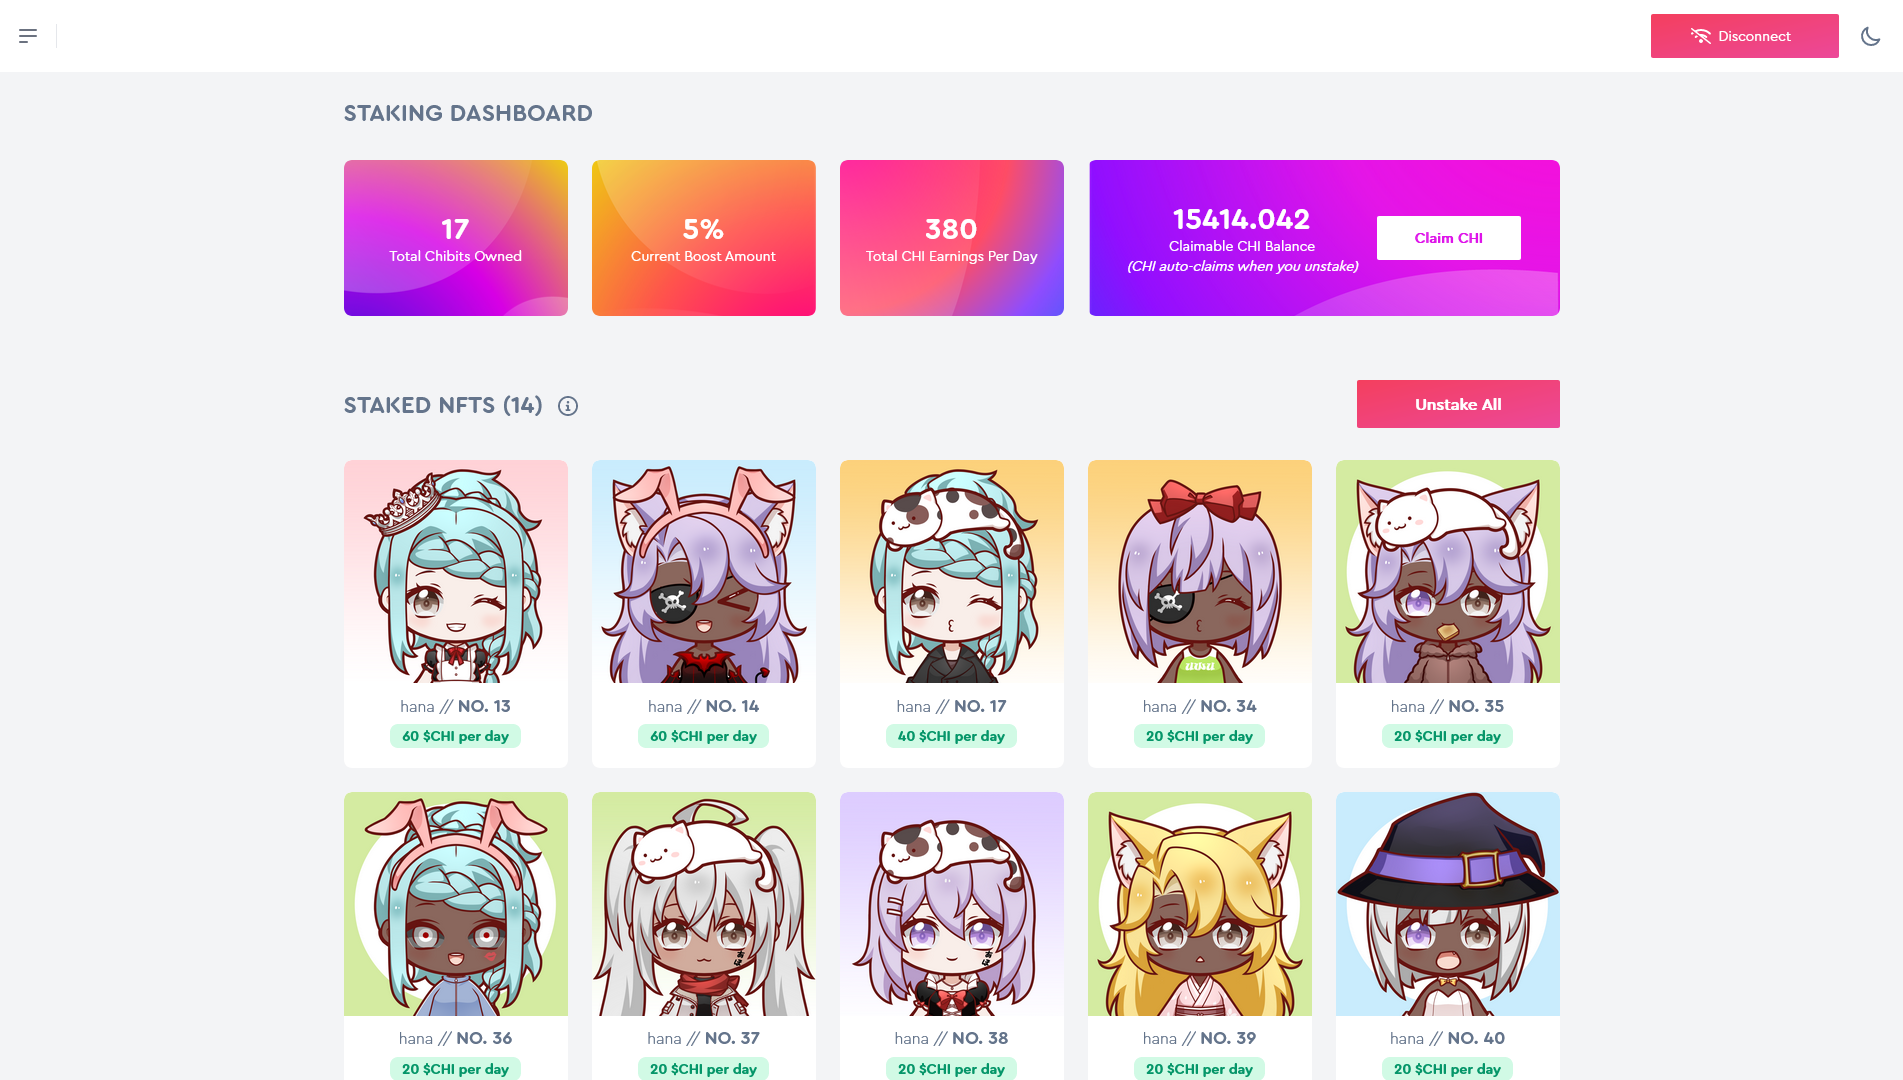 Disconnect
STAKING DASHBOARD
17
Total Chibits Owned
5%
Current Boost Amount
380
Total CHI Earnings Per Day
15414.042
Claimable CHI Balance
(CHI auto-claims when you unstake)
Claim CHI
STAKED NFTS (14)
Unstake All
hana // NO. 13
60 $CHI per day
hana // NO. 14
60 $CHI per day
hana // NO. 17
40 $CHI per day
hana // NO. 34
20 $CHI per day
hana // NO. 35
20 $CHI per day
hana // NO. 36
20 $CHI per day
hana // NO. 37
20 $CHI per day
hana // NO. 38
20 $CHI per day
hana // NO. 39
20 $CHI per day
hana // NO. 40
20 $CHI per day